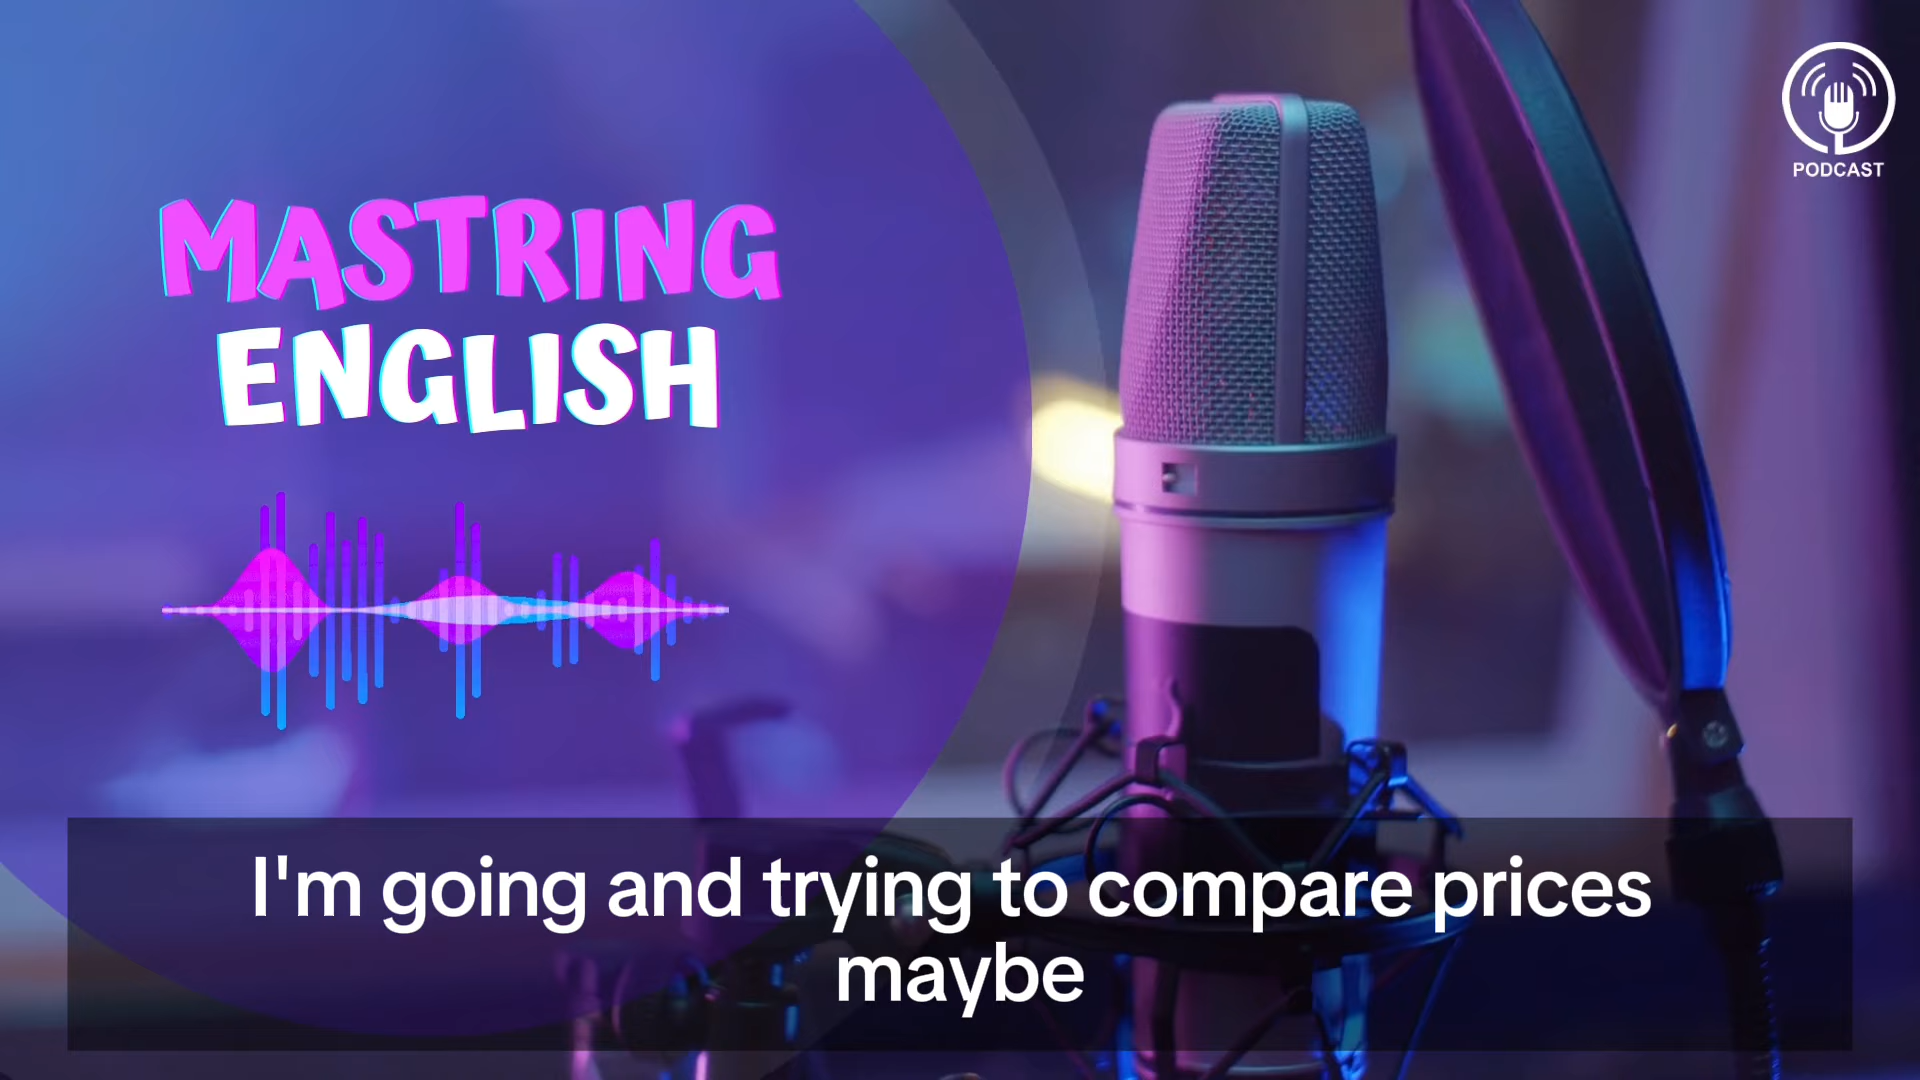 MASTRING
ENGLISH
PODCAST
I'm going and trying to compare prices
maybe